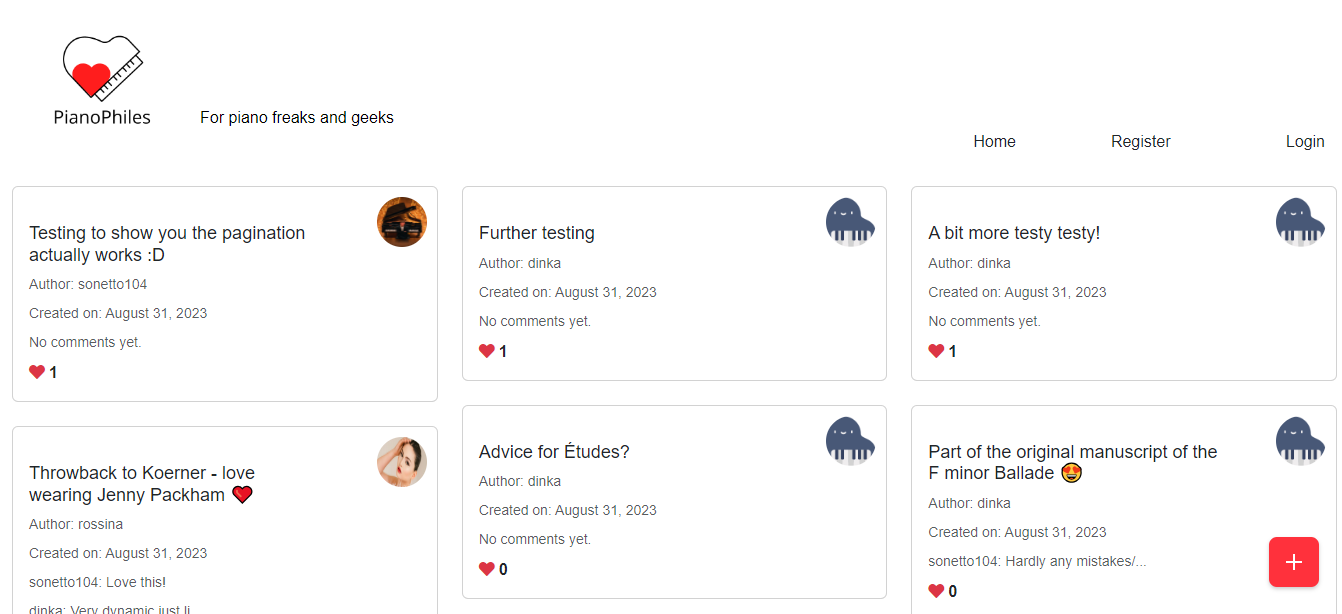 PianoPhiles
For piano freaks and geeks
Home
Register
Login
Testing to show you the pagination
actually works :D
Author: sonetto104
Created on: August 31, 2023
No comments yet.
1
Further testing
Author: dinka
Created on: August 31, 2023
No comments yet.
1
A bit more testy testy!
Author: dinka
Created on: August 31, 2023
No comments yet.
1
Throwback to Koerner - love
wearing Jenny Packham 💖
Author: rossina
Created on: August 31, 2023
sonetto104: Love this!
dinka: Very dynamic just li
Advice for Études?
Author: dinka
Created on: August 31, 2023
No comments yet.
0
Part of the original manuscript of the
F minor Ballade 😍
Author: dinka
Created on: August 31, 2023
sonetto104: Hardly any mistakes/...
0
+